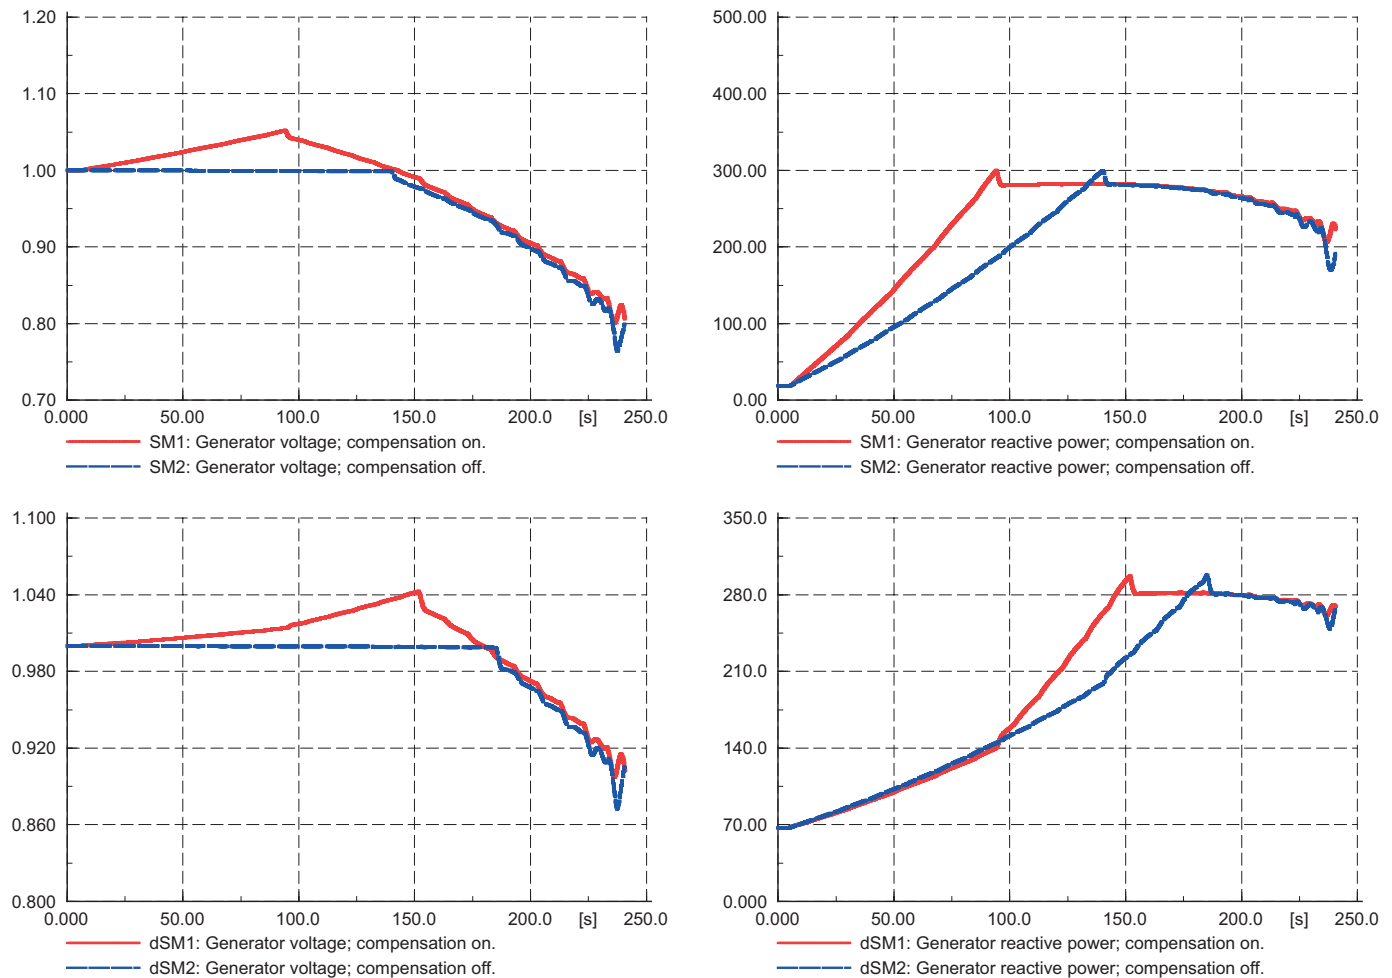 1.20
1.10
1.00
0.90
0.80
0.70
0.000 50.00 100.0 150.0 200.0 [s] 250.0
SM1: Generator voltage; compensation on.
SM2: Generator voltage; compensation off.
500.00
400.00
300.00
200.00
100.00
0.00
0.000 50.00 100.0 150.0 200.0 [s] 250.0
SM1: Generator reactive power; compensation on.
SM2: Generator reactive power; compensation off.
1.100
1.040
0.980
0.920
0.860
0.800
0.000 50.00 100.0 150.0 200.0 [s] 250.0
dSM1: Generator voltage; compensation on.
dSM2: Generator voltage; compensation off.
350.0
280.0
210.0
140.0
70.00
0.000
0.000 50.00 100.0 150.0 200.0 [s] 250.0
dSM1: Generator reactive power; compensation on.
dSM2: Generator reactive power; compensation off.